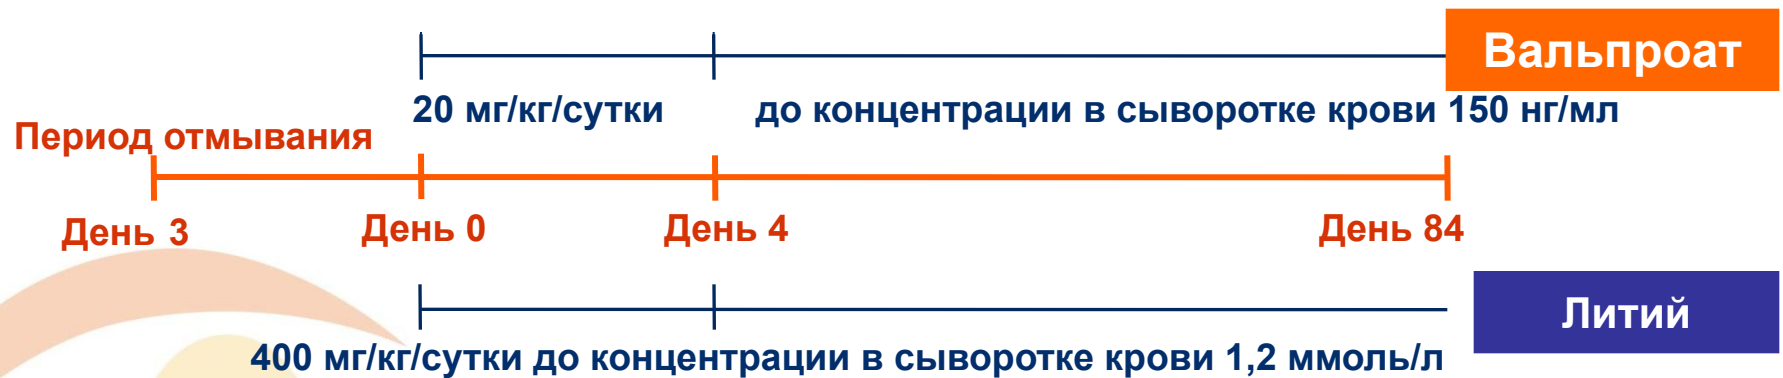 Вальпроат
20 мг/кг/сутки до концентрации в сыворотке крови 150 нг/мл
Период отмывания
День 3 День 0 День 4 День 84
Литий
400 мг/кг/сутки до концентрации в сыворотке крови 1,2 ммоль/л